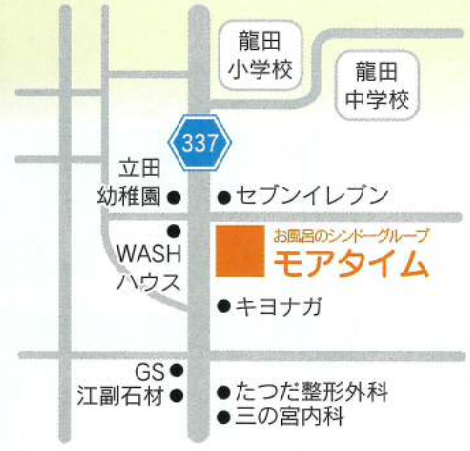 龍田
小学校
龍田
中学校
337
立田
幼稚園
セブンイレブン
WASH
ハウス
お風呂のシンドーグループ
モアタイム
キヨナガ
GS
江副石材
たつだ整形外科
三の宮内科